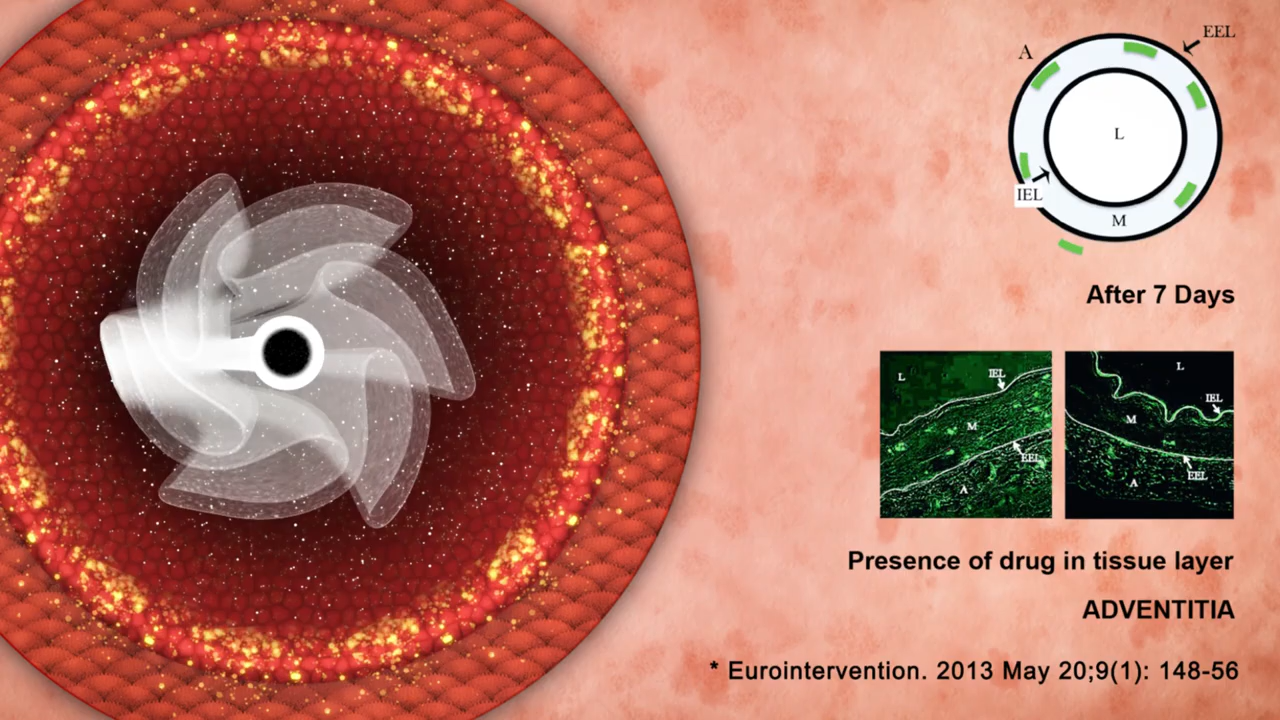 EEL
A
L
IEL
M
After 7 Days
L
IEL
M
EEL
A
L
IEL
M
EEL
A
Presence of drug in tissue layer
ADVENTITIA
* Eurointervention. 2013 May 20;9(1): 148-56